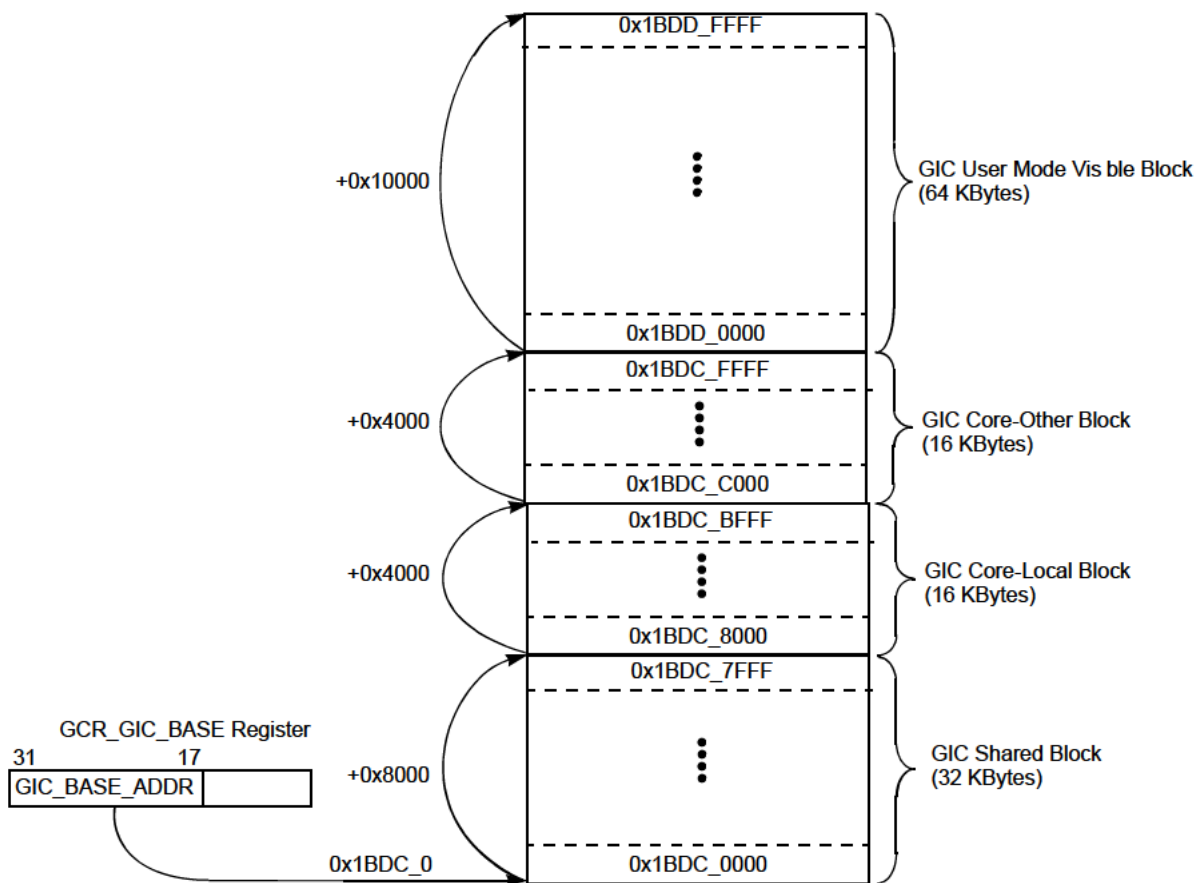 0x1BDD_FFFF
+0x10000
GIC User Mode Vis ble Block
(64 KBytes)
0x1BDD_0000
0x1BDC_FFFF
+0x4000
GIC Core-Other Block
(16 KBytes)
0x1BDC_C000
0x1BDC_BFFF
+0x4000
GIC Core-Local Block
(16 KBytes)
0x1BDC_8000
0x1BDC_7FFF
GCR_GIC_BASE Register
31 17
GIC_BASE_ADDR
+0x8000
GIC Shared Block
(32 KBytes)
0x1BDC_0
0x1BDC_0000